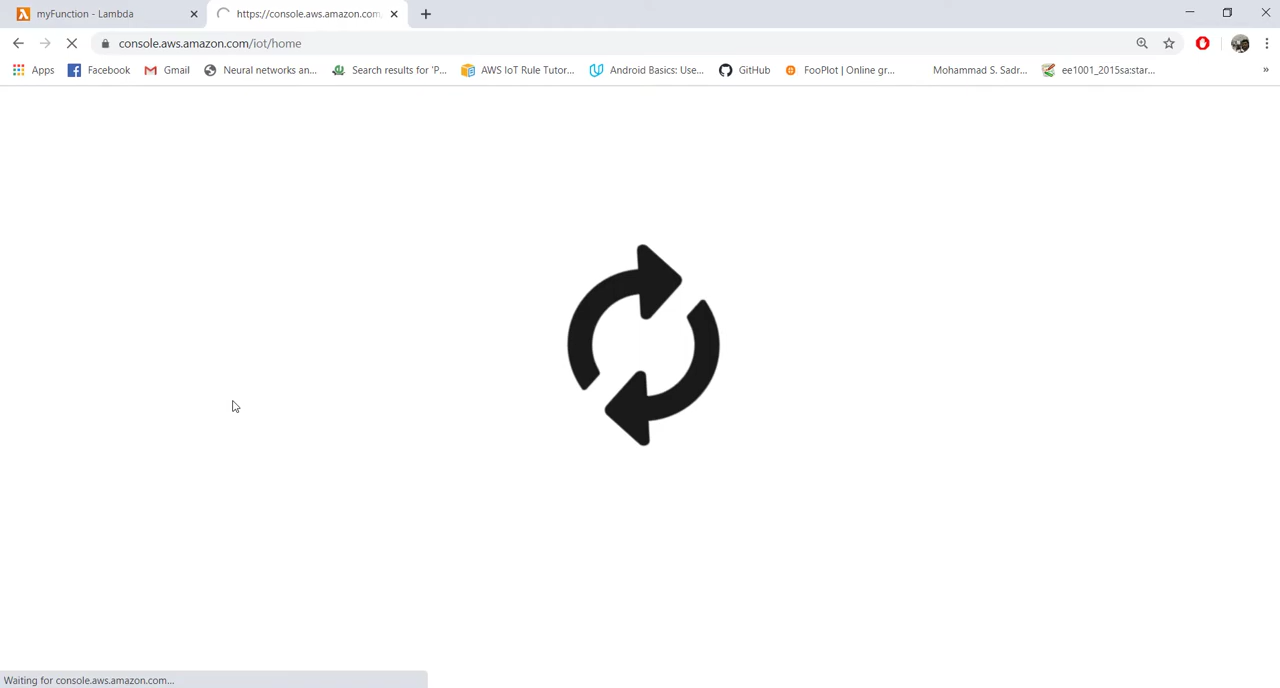 myFunction - Lambda
https://console.aws.amazon.com
console.aws.amazon.com/iot/home
Apps
Facebook
Gmail
Neural networks an...
Search results for 'P...
AWS IoT Rule Tutor...
Android Basics: Use...
GitHub
FooPlot | Online gr...
Mohammad S. Sadr...
ee1001_2015sa:star...
»
Waiting for console.aws.amazon.com...